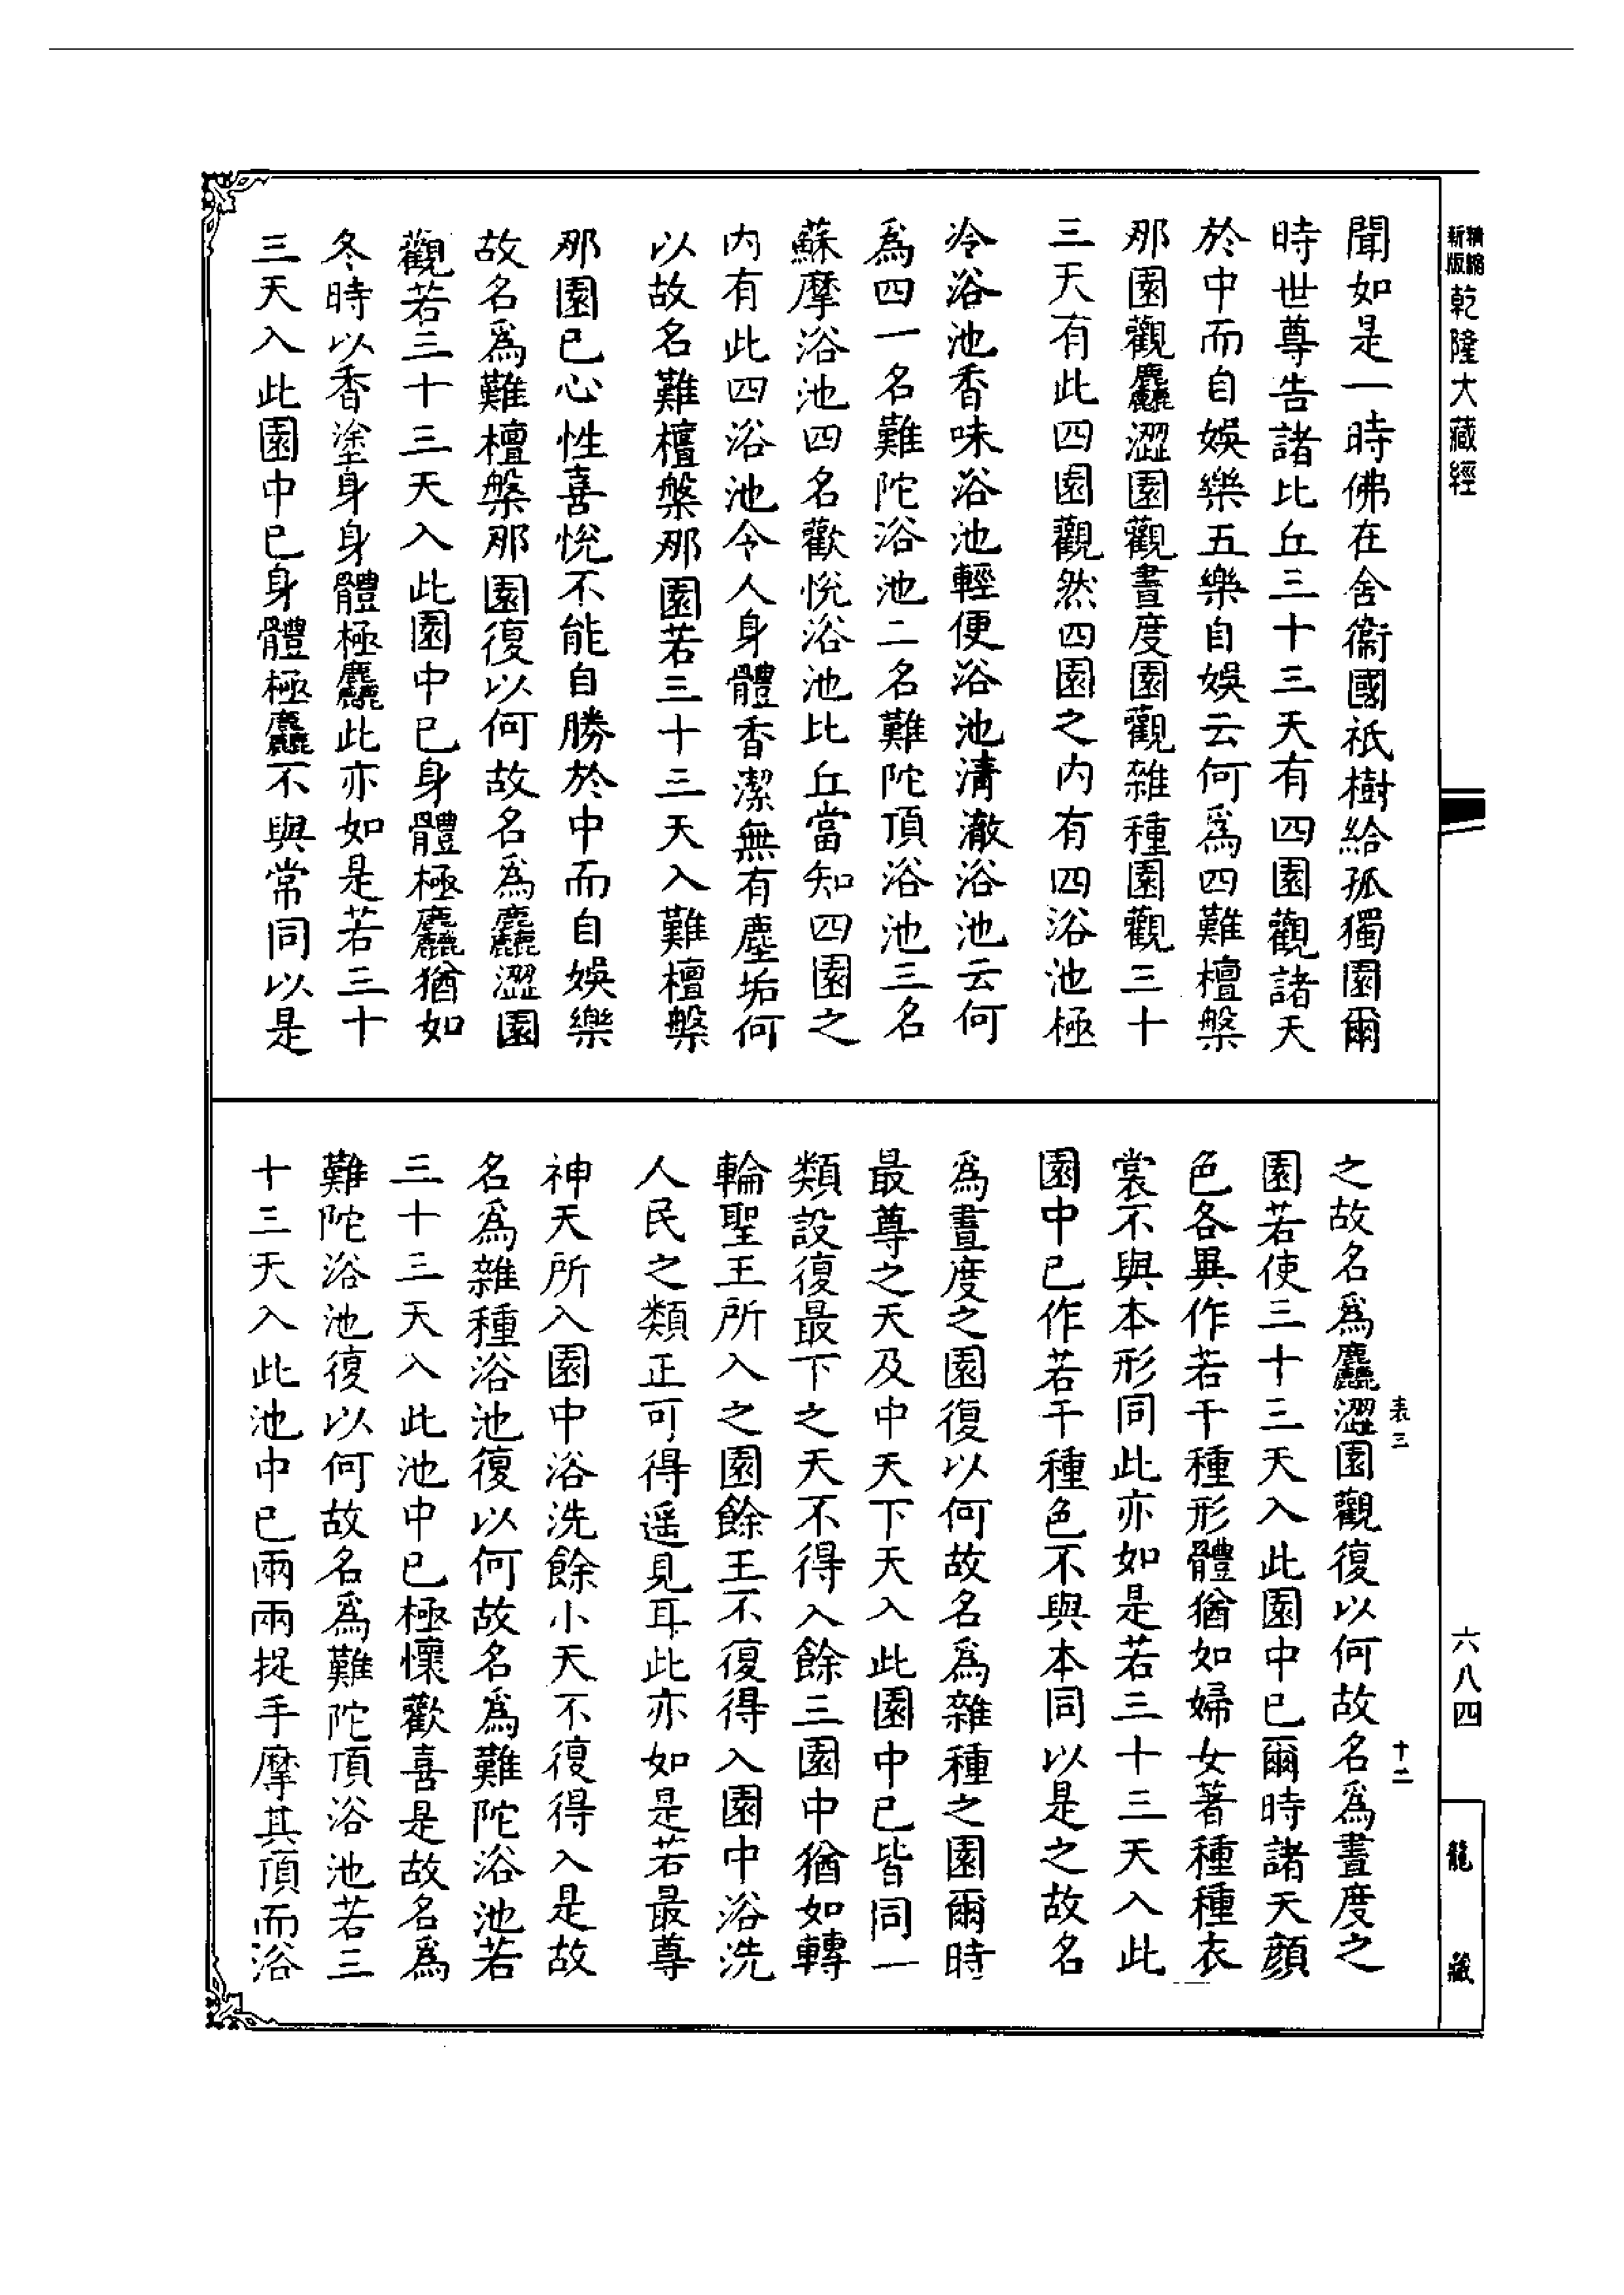 精縮新版乾隆大藏經
聞如是一時佛在舍衞國祇樹給孤獨園爾
時世尊告諸比丘三十三天有四園觀諸天
於中而自娛樂五樂自娛云何爲四難檀槃
那園觀麤澀園觀晝度園觀雜種園觀三十
三天有此四園觀然四園之內有四浴池極
冷浴池香味浴池輕便浴池清澈浴池云何
爲四一名難陀浴池二名難陀頂浴池三名
蘇摩浴池四名歡悅浴池比丘當知四園之
內有此四浴池令人身體香潔無有塵垢何
以故名難檀槃那園若三十三天入難檀槃
那園已心性喜悅不能自勝於中而自娛樂
故名爲難檀槃那園復以何故名爲麤澀園
觀若三十三天入此園中已身體極麤猶如
冬時以香塗身身體極麤此亦如是若三十
三天入此園中已身體極麤不與常同以是
之故名爲麤澀園觀復以何故名爲晝度之
園若使三十三天入此園中已爾時諸天顏
色各異作若干種形體猶如婦女著種種衣
裳不與本形同此亦如是若三十三天入此
園中已作若干種色不與本同以是之故名
爲晝度之園復以何故名爲雜種之園爾時
最尊之天及中天下天入此園中已皆同一
類設復最下之天不得入餘三園中猶如轉
輪聖王所入之園餘王不復得入園中浴洗
人民之類正可得遥見耳此亦如是若最尊
神天所入園中浴洗餘小天不復得入是故
名爲雜種浴池復以何故名爲難陀浴池若
三十三天入此池中已極懷歡喜是故名爲
難陀浴池復以何故名爲難陀頂浴池若三
十三天入此池中已兩兩捉手摩其頂而浴
表三
十二
六八四
龍藏